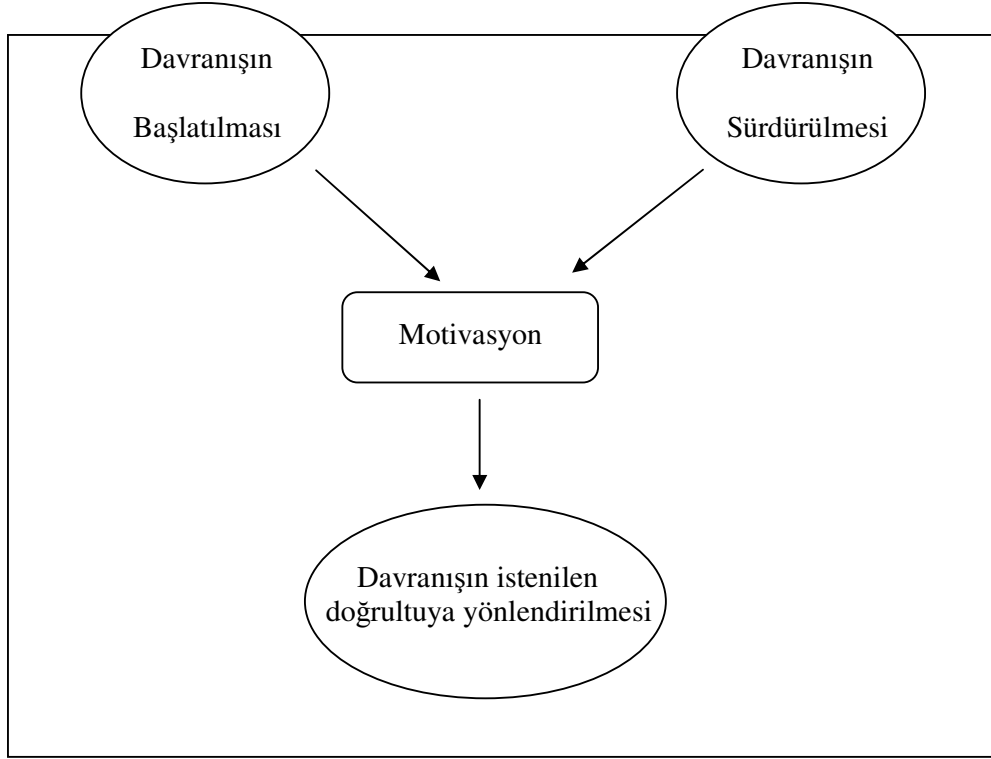 Davranışın
Başlatılması
Davranışın
Sürdürülmesi
Motivasyon
Davranışın istenilen
doğrultuya yönlendirilmesi